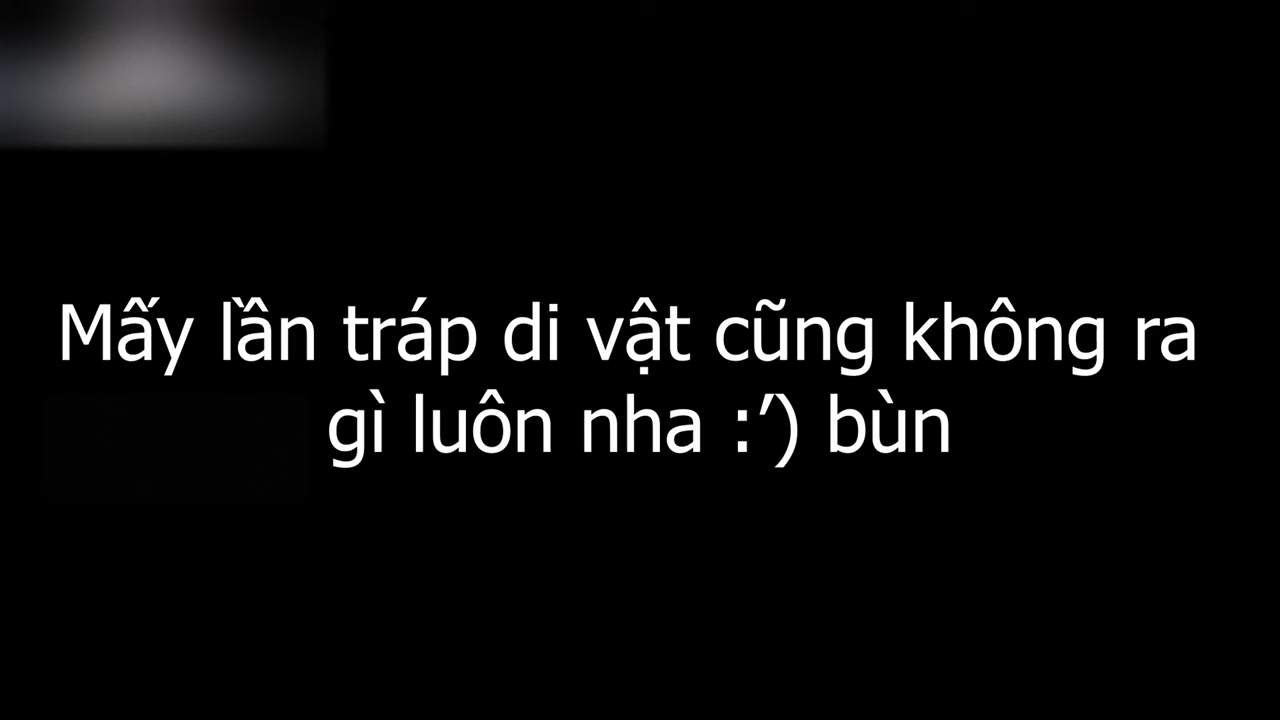 Mấy lần tráp di vật cũng không ra
gì luôn nha :’) bùn